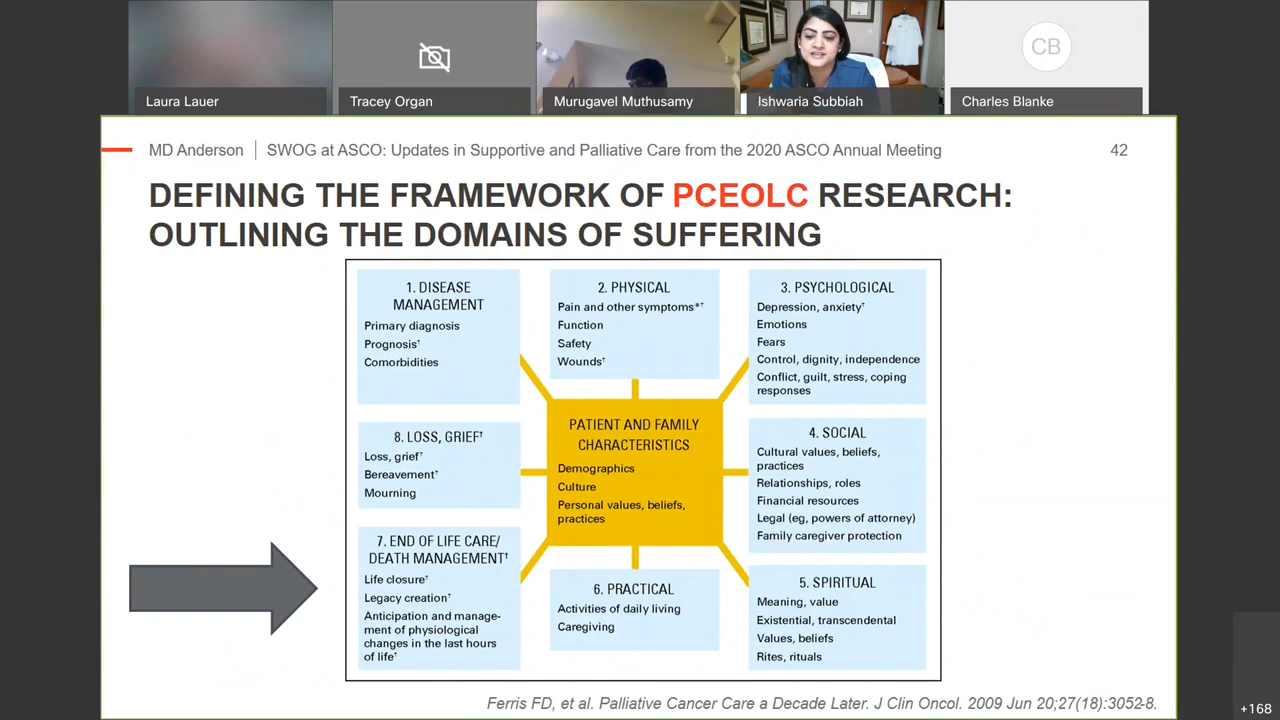 Laura Lauer
Tracey Organ
Murugavel Muthusamy
Ishwaria Subbiah
CB
Charles Blanke
MD Anderson | SWOG at ASCO: Updates in Supportive and Palliative Care from the 2020 ASCO Annual Meeting
42
DEFINING THE FRAMEWORK OF PCEOLC RESEARCH:
OUTLINING THE DOMAINS OF SUFFERING
1. DISEASE
MANAGEMENT
Primary diagnosis
Prognosis†
Comorbidities
2. PHYSICAL
Pain and other symptoms*†
Function
Safety
Wounds†
3. PSYCHOLOGICAL
Depression, anxiety†
Emotions
Fears
Control, dignity, independence
Conflict, guilt, stress, coping
responses
8. LOSS, GRIEF†
Loss, grief†
Bereavement†
Mourning
PATIENT AND FAMILY
CHARACTERISTICS
Demographics
Culture
Personal values, beliefs,
practices
4. SOCIAL
Cultural values, beliefs,
practices
Relationships, roles
Financial resources
Legal (eg, powers of attorney)
Family caregiver protection
7. END OF LIFE CARE/
DEATH MANAGEMENT†
Life closure†
Legacy creation†
Anticipation and manage-
ment of physiological
changes in the last hours
of life†
6. PRACTICAL
Activities of daily living
Caregiving
5. SPIRITUAL
Meaning, value
Existential, transcendental
Values, beliefs
Rites, rituals
Ferris FD, et al. Palliative Cancer Care a Decade Later. J Clin Oncol. 2009 Jun 20;27(18):3052-8.
+168